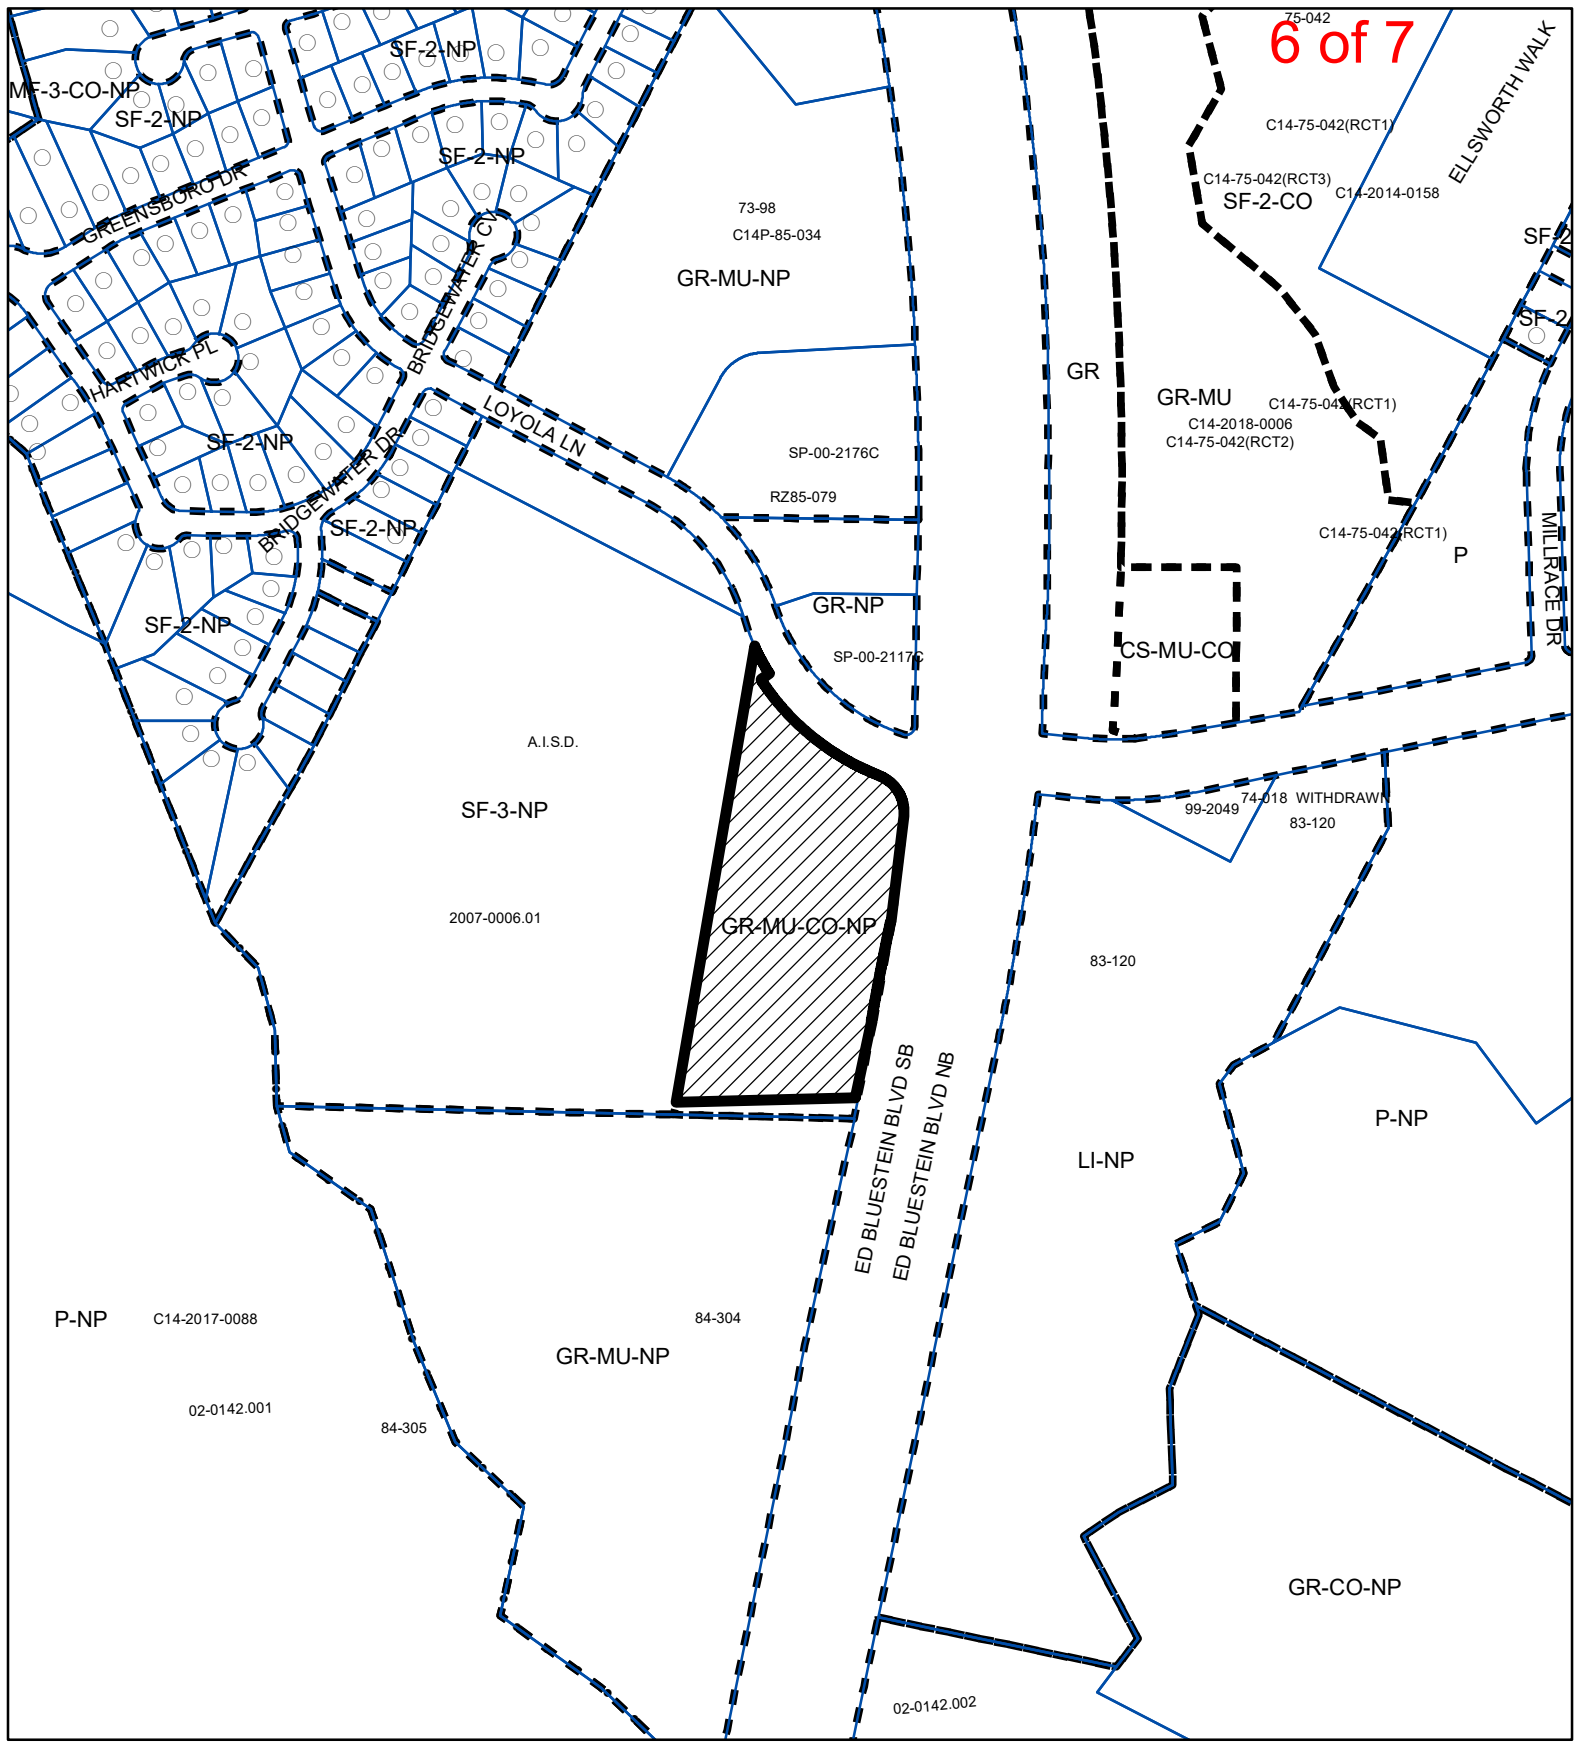 75-042
6 of 7
SF-2-NP
MF-3-CO-NP
SF-2-NP
ELLSWORTH WALK
C14-75-042(RCT1)
SF-2-NP
C14-75-042(RCT3)
SF-2-CO
C14-2014-0158
GREENSBORO DR
73-98
C14P-85-034
GR-MU-NP
BRIDGEWATER CV
SF-2
SF-2
HARTWICK PL
GR
GR-MU
C14-75-042(RCT1)
C14-2018-0006
C14-75-042(RCT2)
LOYOLA LN
SF-2-NP
BRIDGEWATER DR
SP-00-2176C
RZ85-079
SF-2-NP
C14-75-042(RCT1)
P
MILLRACE DR
GR-NP
SF-2-NP
SP-00-2117C
CS-MU-CO
A.I.S.D.
SF-3-NP
99-2049
74-018 WITHDRAWN
83-120
2007-0006.01
GR-MU-CO-NP
83-120
ED BLUESTEIN BLVD SB
ED BLUESTEIN BLVD NB
P-NP
LI-NP
P-NP
C14-2017-0088
84-304
GR-MU-NP
02-0142.001
84-305
GR-CO-NP
02-0142.002